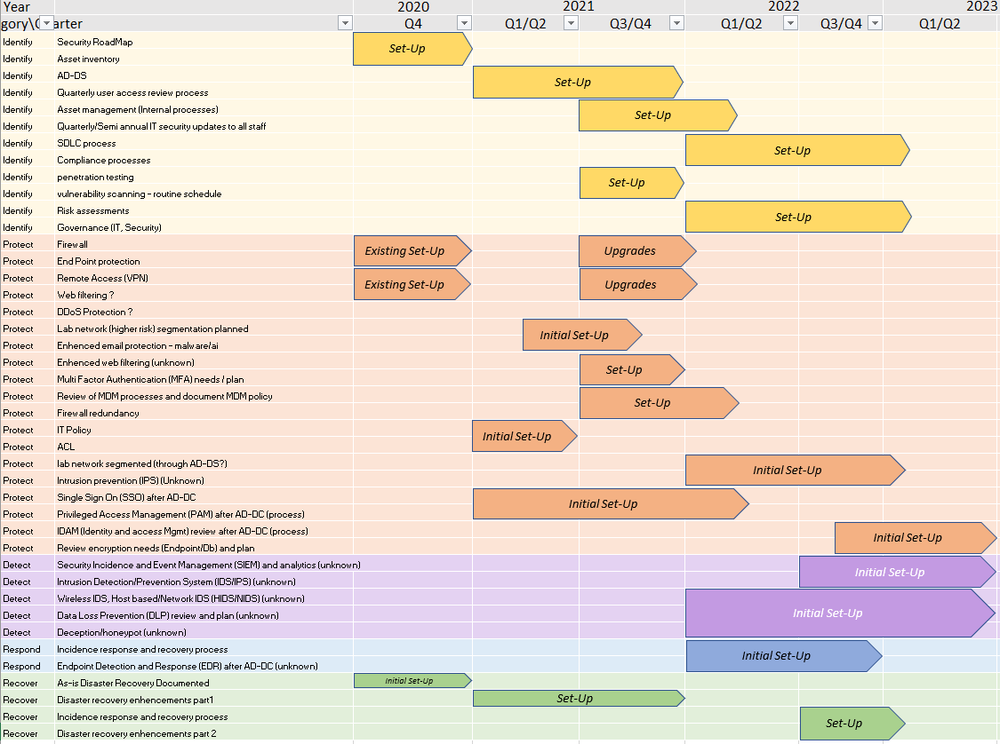 Year 2020 2021 2022 2023
gory\Q arter Q4 Q1/Q2 Q3/Q4 Q1/Q2 Q3/Q4 Q1/Q2
Identify Security RoadMap
Set-Up
Identify Asset inventory
Identify AD-DS
Set-Up
Identify Quarterly user access review process
Identify Asset management (Internal processes)
Set-Up
Identify Quarterly/Semi annual IT security updates to all staff
Identify SDLC process
Set-Up
Identify Compliance processes
Identify penetration testing
Set-Up
Identify vulnerability scanning - routine schedule
Identify Risk assessments
Set-Up
Identify Governance (IT, Security)
Protect Firewall
Existing Set-Up Upgrades
Protect End Point protection
Protect Remote Access (VPN)
Existing Set-Up Upgrades
Protect Web filtering ?
Protect DDoS Protection ?
Protect Lab network (higher risk) segmentation planned
Initial Set-Up
Protect Enhenced email protection - malware/ai
Protect Enhenced web filtering (unknown)
Set-Up
Protect Multi Factor Authentication (MFA) needs / plan
Protect Review of MDM processes and document MDM policy
Set-Up
Protect Firewall redundancy
Protect IT Policy
Initial Set-Up
Protect ACL
Protect lab network segmented (through AD-DS?)
Initial Set-Up
Protect Intrusion prevention (IPS) (Unknown)
Protect Single Sign On (SSO) after AD-DC
Initial Set-Up
Protect Privileged Access Management (PAM) after AD-DC (process)
Protect IDAM (Identity and access Mgmt) review after AD-DC (process)
Initial Set-Up
Protect Review encryption needs (Endpoint/Db) and plan
Detect Security Incidence and Event Management (SIEM) and analytics (unknown)
Initial Set-Up
Detect Intrusion Detection/Prevention System (IDS/IPS) (unknown)
Detect Wireless IDS, Host based/Network IDS (HIDS/NIDS) (unknown)
Detect Data Loss Prevention (DLP) review and plan (unknown) Initial Set-Up
Detect Deception/honeypot (unknown)
Respond Incidence response and recovery process
Initial Set-Up
Respond Endpoint Detection and Response (EDR) after AD-DC (unknown)
Recover As-is Disaster Recovery Documented Initial Set-Up
Recover Disaster recovery enhencements part1 Set-Up
Recover Incidence response and recovery process
Set-Up
Recover Disaster recovery enhencements part 2